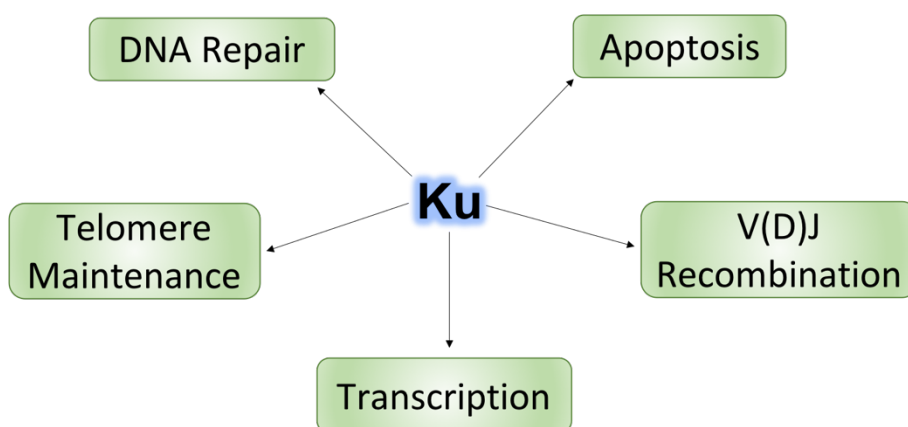 DNA Repair
Apoptosis
Ku
Telomere
Maintenance
V(D)J
Recombination
Transcription